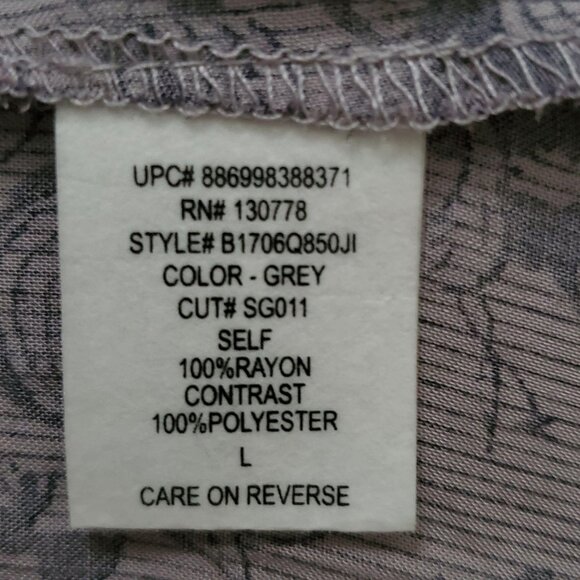 UPC# 886998388371
RN# 130778
STYLE# B1706Q850JI
COLOR - GREY
CUT# SG011
SELF
100%RAYON
CONTRAST
100%POLYESTER
L
CARE ON REVERSE